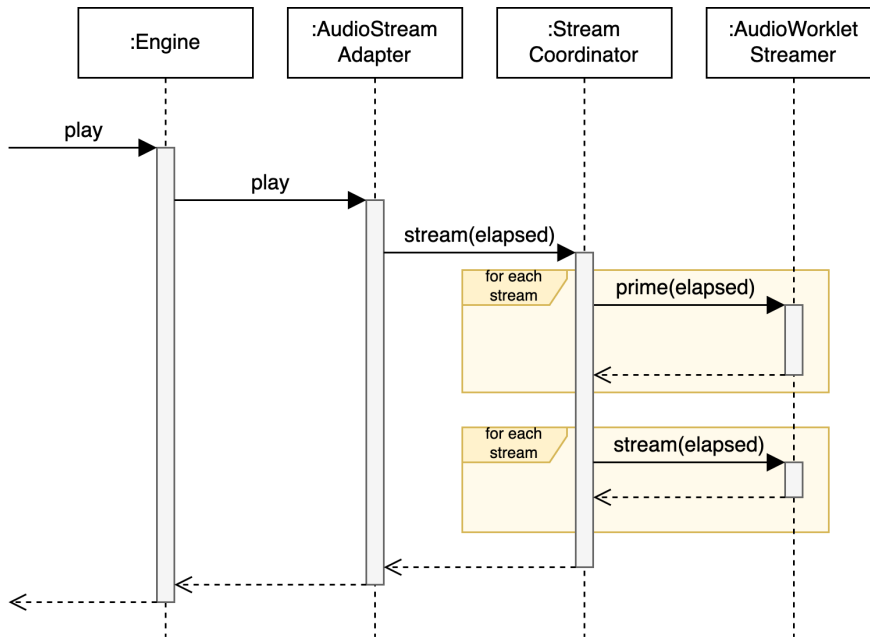 :Engine
:AudioStream
Adapter
:Stream
Coordinator
:AudioWorklet
Streamer
play
play
stream(elapsed)
for each
stream
prime(elapsed)
for each
stream
stream(elapsed)